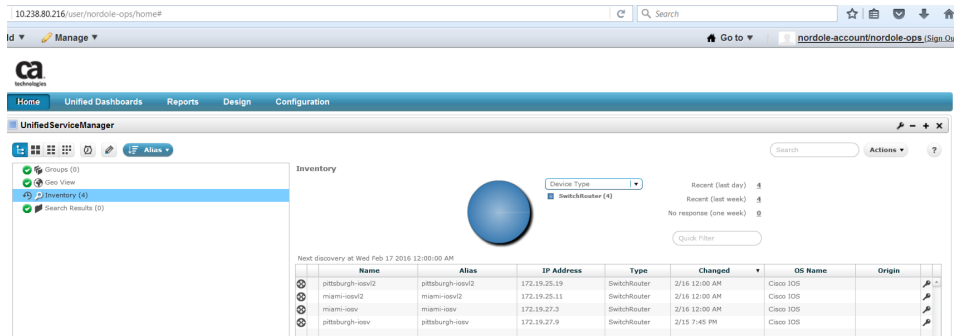 10.238.80.216/user/nordole-ops/home#
Search
ld ▼ Manage ▼ Go to ▼ nordole-account/nordole-ops (Sign Ou
ca
technologies
Home Unified Dashboards Reports Design Configuration
UnifiedServiceManager
Alias Search Actions ▼ ?
Groups (0)
Geo View
Inventory (4)
Search Results (0)
Inventory
Device Type
SwitchRouter (4)
Recent (last day) 4
Recent (last week) 4
No response (one week) 0
Quick Filter
Next discovery at Wed Feb 17 2016 12:00:00 AM
Name Alias IP Address Type Changed ▼ OS Name Origin
pittsburgh-iosvl2 pittsburgh-iosvl2 172.19.25.19 SwitchRouter 2/16 12:00 AM Cisco IOS
miami-iosvl2 miami-iosvl2 172.19.25.11 SwitchRouter 2/16 12:00 AM Cisco IOS
miami-iosv miami-iosv 172.19.27.3 SwitchRouter 2/16 12:00 AM Cisco IOS
pittsburgh-iosv pittsburgh-iosv 172.19.27.9 SwitchRouter 2/15 7:45 PM Cisco IOS